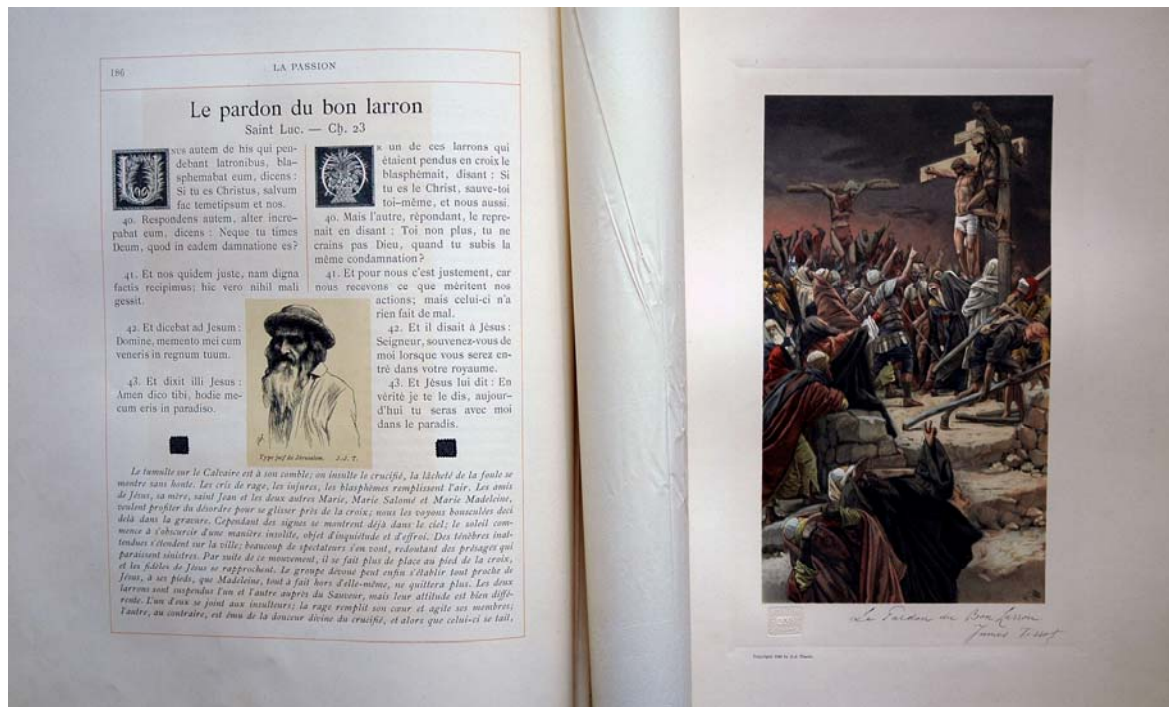 186
LA PASSION
Le pardon du bon larron
Saint Luc. — Ch. 23
UNUS autem de his qui pen-
debant latronibus, bla-
sphemabat eum, dicens :
Si tu es Christus, salvum
fac temetipsum et nos.
40. Respondens autem, alter incre-
pabat eum, dicens : Neque tu times
Deum, quod in eadem damnatione es?
41. Et nos quidem juste, nam digna
factis recipimus; hic vero nihil mali
gessit.
42. Et dicebat ad Jesum :
Domine, memento mei cum
veneris in regnum tuum.
43. Et dixit illi Jesus :
Amen dico tibi, hodie me-
cum eris in paradiso.
OR un de ces larrons qui
étaient pendus en croix le
blasphémait, disant : Si
tu es le Christ, sauve-toi
toi-même, et nous aussi.
40. Mais l'autre, répondant, le repre-
nait en disant : Toi non plus, tu ne
crains pas Dieu, quand tu subis la
même condamnation?
41. Et pour nous c'est justement, car
nous recevons ce que méritent nos
actions; mais celui-ci n'a
rien fait de mal.
42. Et il disait à Jésus :
Seigneur, souvenez-vous de
moi lorsque vous serez en-
tré dans votre royaume.
43. Et Jésus lui dit : En
vérité je te le dis, aujour-
d'hui tu seras avec moi
dans le paradis.
Type juif de Jérusalem. J.-J. T.
Le tumulte sur le Calvaire est à son comble; on insulte le crucifié, la lâcheté de la foule se
montre sans honte. Les cris de rage, les injures, les blasphèmes remplissent l'air. Les amis
de Jésus, sa mère, saint Jean et les deux autres Marie, Marie Salomé et Marie Madeleine,
veulent profiter du désordre pour se glisser près de la croix; nous les voyons bousculées deci
delà dans la gravure. Cependant des signes se montrent déjà dans le ciel; le soleil com-
mence à s'obscurcir d'une manière insolite, objet d'inquiétude et d'effroi. Des ténèbres inat-
tendues s'étendent sur la ville; beaucoup de spectateurs s'en vont, redoutant des présages qui
paraissent sinistres. Par suite de ce mouvement, il se fait plus de place au pied de la croix,
et les fidèles de Jésus se rapprochent. Le groupe dévoué peut enfin s'établir tout proche de
Jésus, à ses pieds, que Madeleine, tout à fait hors d'elle-même, ne quittera plus. Les deux
larrons sont suspendus l'un et l'autre auprès du Sauveur, mais leur attitude est bien diffé-
rente. L'un d'eux se joint aux insulteurs; la rage remplit son cœur et agite ses membres;
l'autre, au contraire, est ému de la douceur divine du crucifié, et alors que celui-ci se tait,
Le Pardon du Bon Larron
James Tissot
Copyright by J.-J. Tissot.